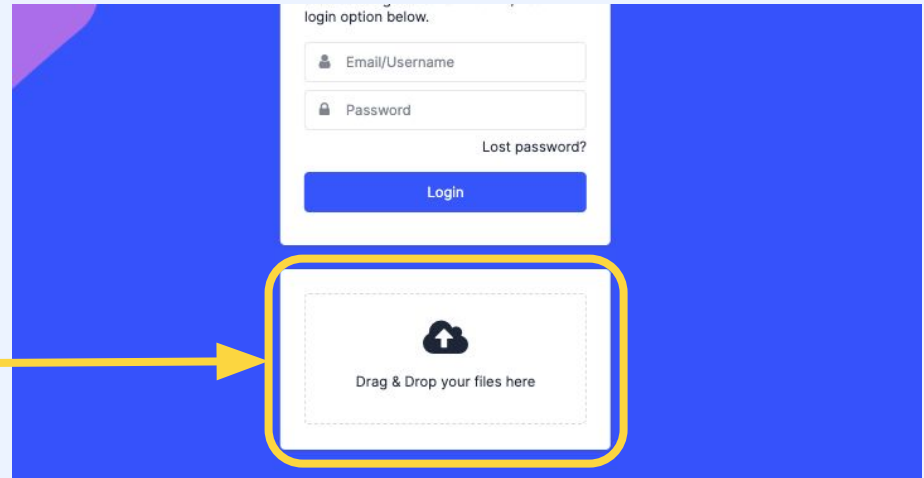 login option below.
Email/Username
Password
Lost password?
Login
Drag & Drop your files here